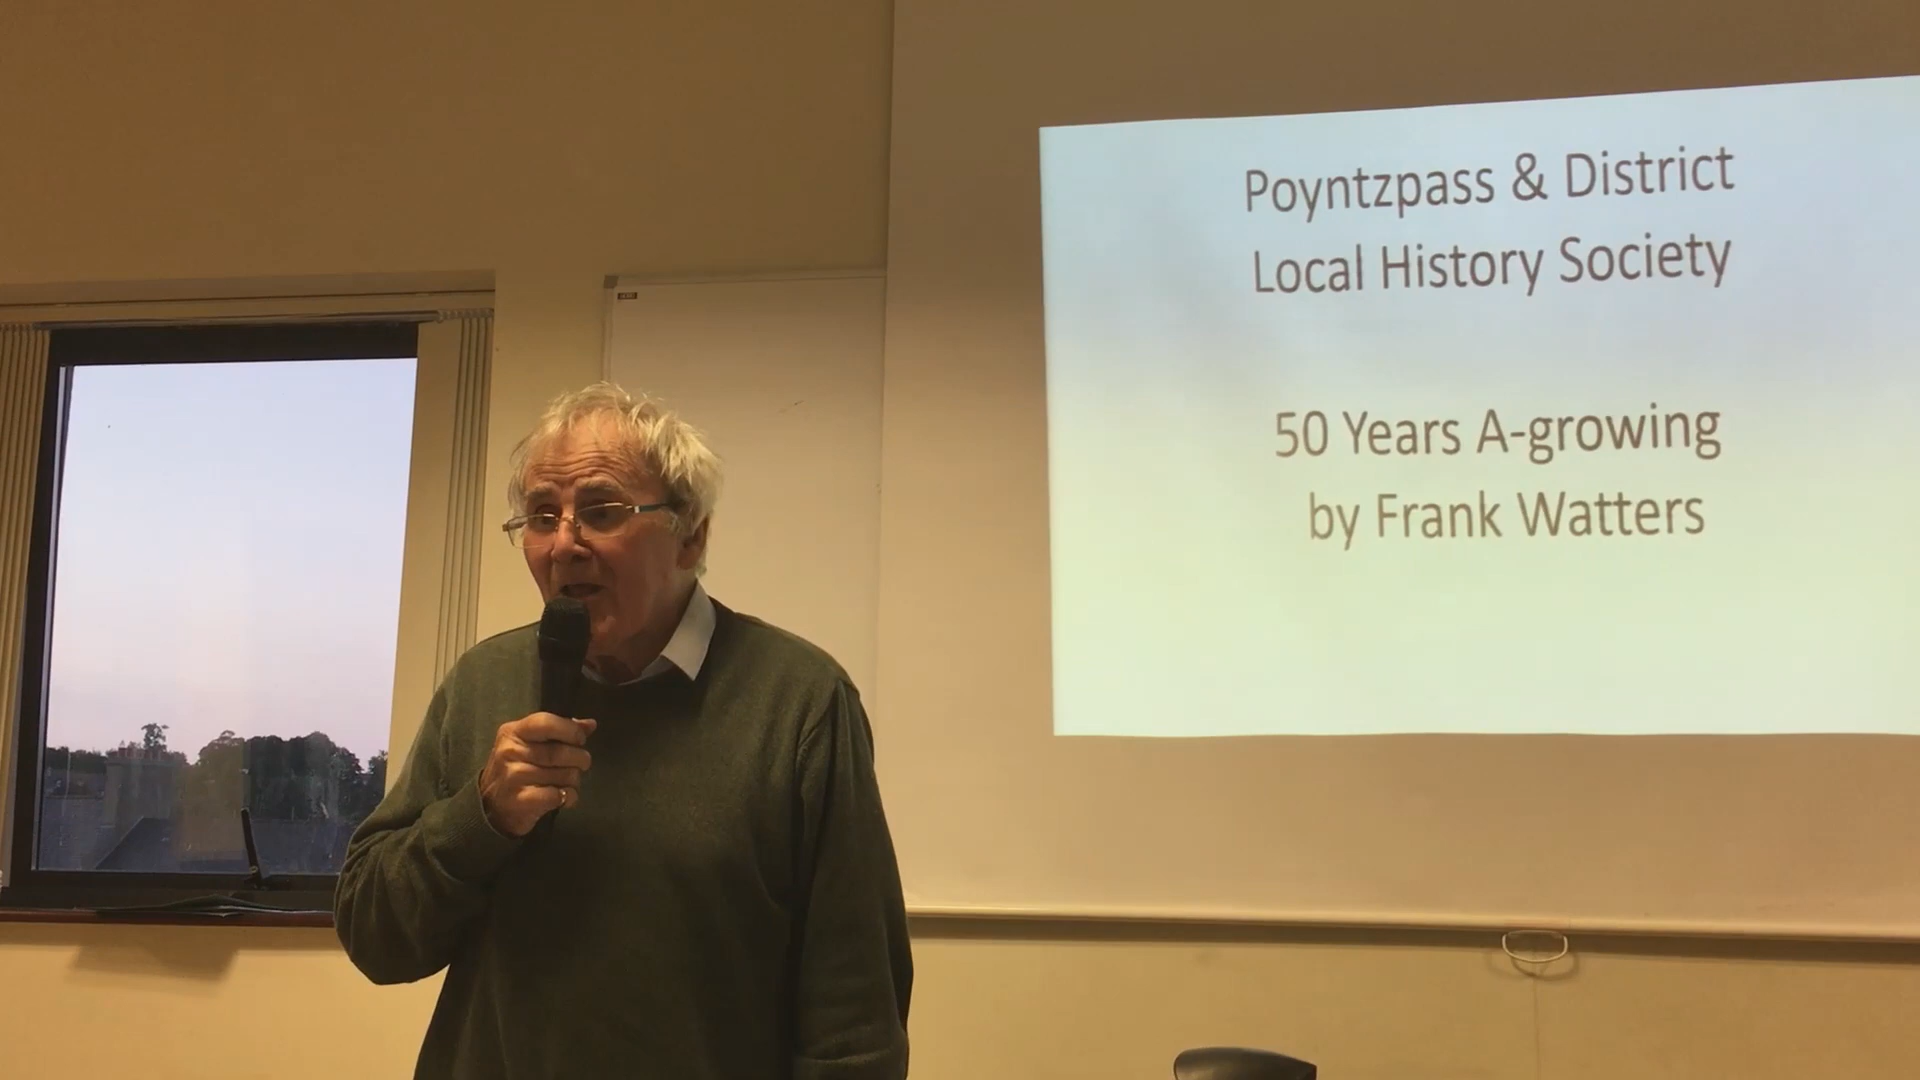 Poyntzpass & District
Local History Society
50 Years A-growing
by Frank Watters